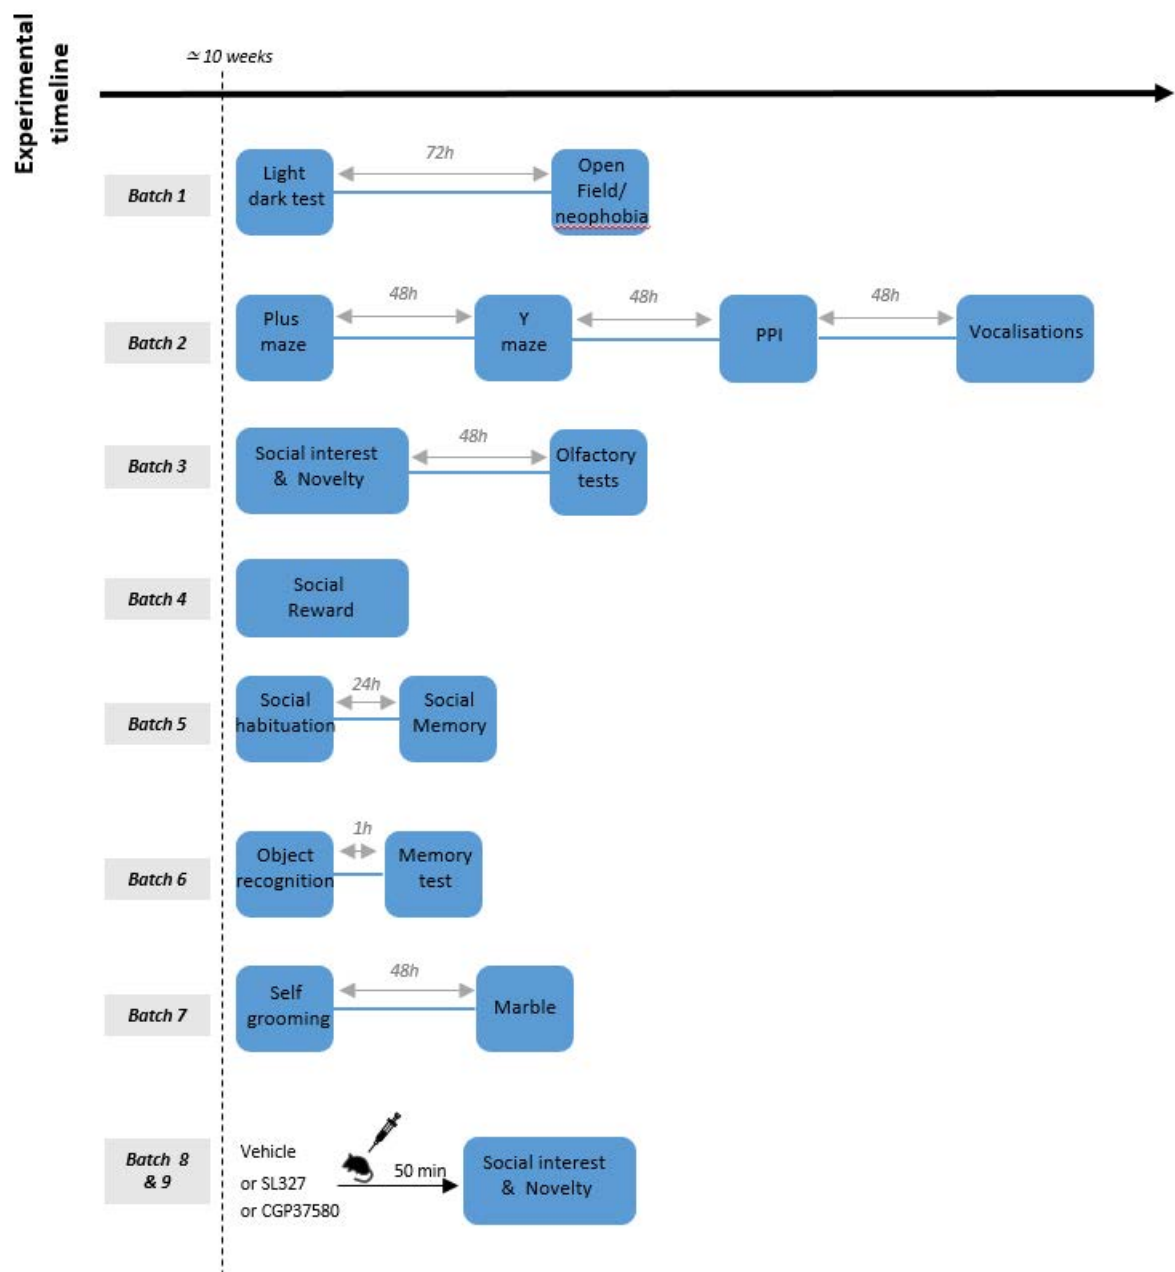 Experimental
timeline
≃ 10 weeks
Batch 1
Light
dark test
72h
Open
Field/
neophobia
Batch 2
Plus
maze
48h
Y
maze
48h
PPI
48h
Vocalisations
Batch 3
Social interest
& Novelty
48h
Olfactory
tests
Batch 4
Social
Reward
Batch 5
Social
habituation
24h
Social
Memory
Batch 6
Object
recognition
1h
Memory
test
Batch 7
Self
grooming
48h
Marble
Batch 8
& 9
Vehicle
or SL327
or CGP37580
50 min
Social interest
& Novelty